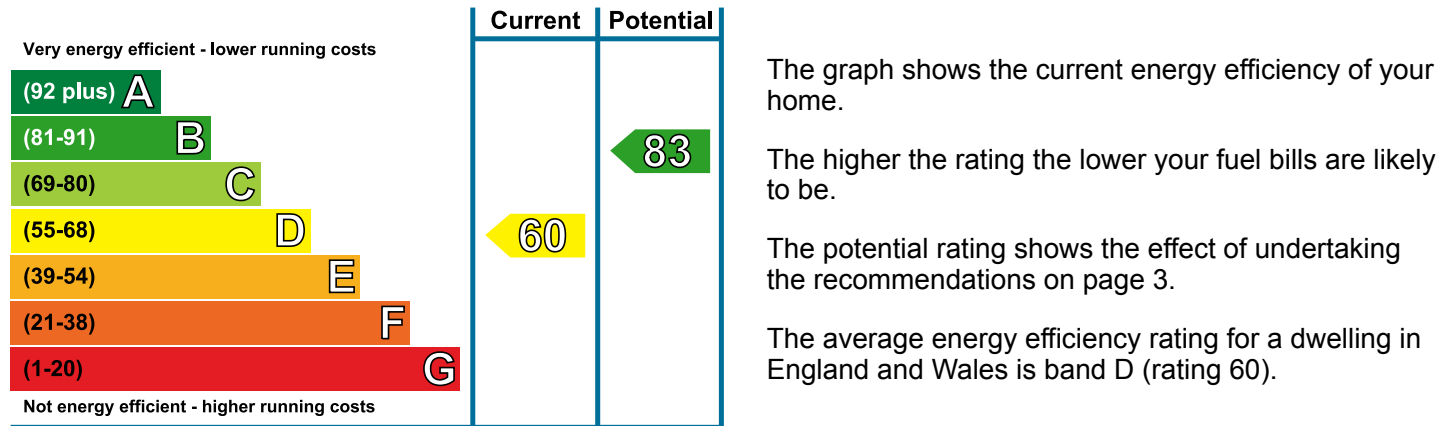 Current Potential
Very energy efficient - lower running costs
(92 plus) A
(81-91) B
(69-80) C
(55-68) D
(39-54) E
(21-38) F
(1-20) G
Not energy efficient - higher running costs
60
83
The graph shows the current energy efficiency of your
home.
The higher the rating the lower your fuel bills are likely
to be.
The potential rating shows the effect of undertaking
the recommendations on page 3.
The average energy efficiency rating for a dwelling in
England and Wales is band D (rating 60).